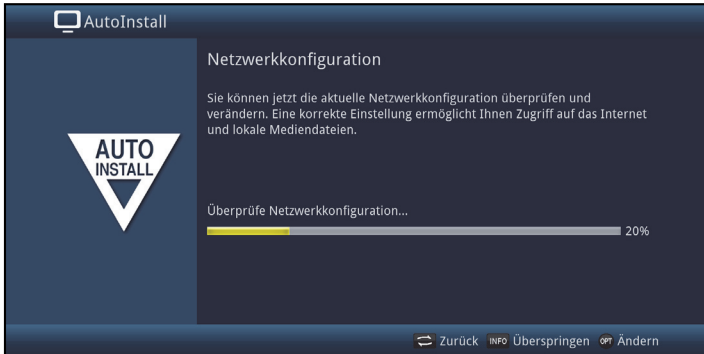 AutoInstall
Netzwerkkonfiguration
Sie können jetzt die aktuelle Netzwerkkonfiguration überprüfen und
verändern. Eine korrekte Einstellung ermöglicht Ihnen Zugriff auf das Internet
und lokale Mediendateien.
AUTO
INSTALL
Überprüfe Netzwerkkonfiguration...
20%
Zurück INFO Überspringen OPT Ändern